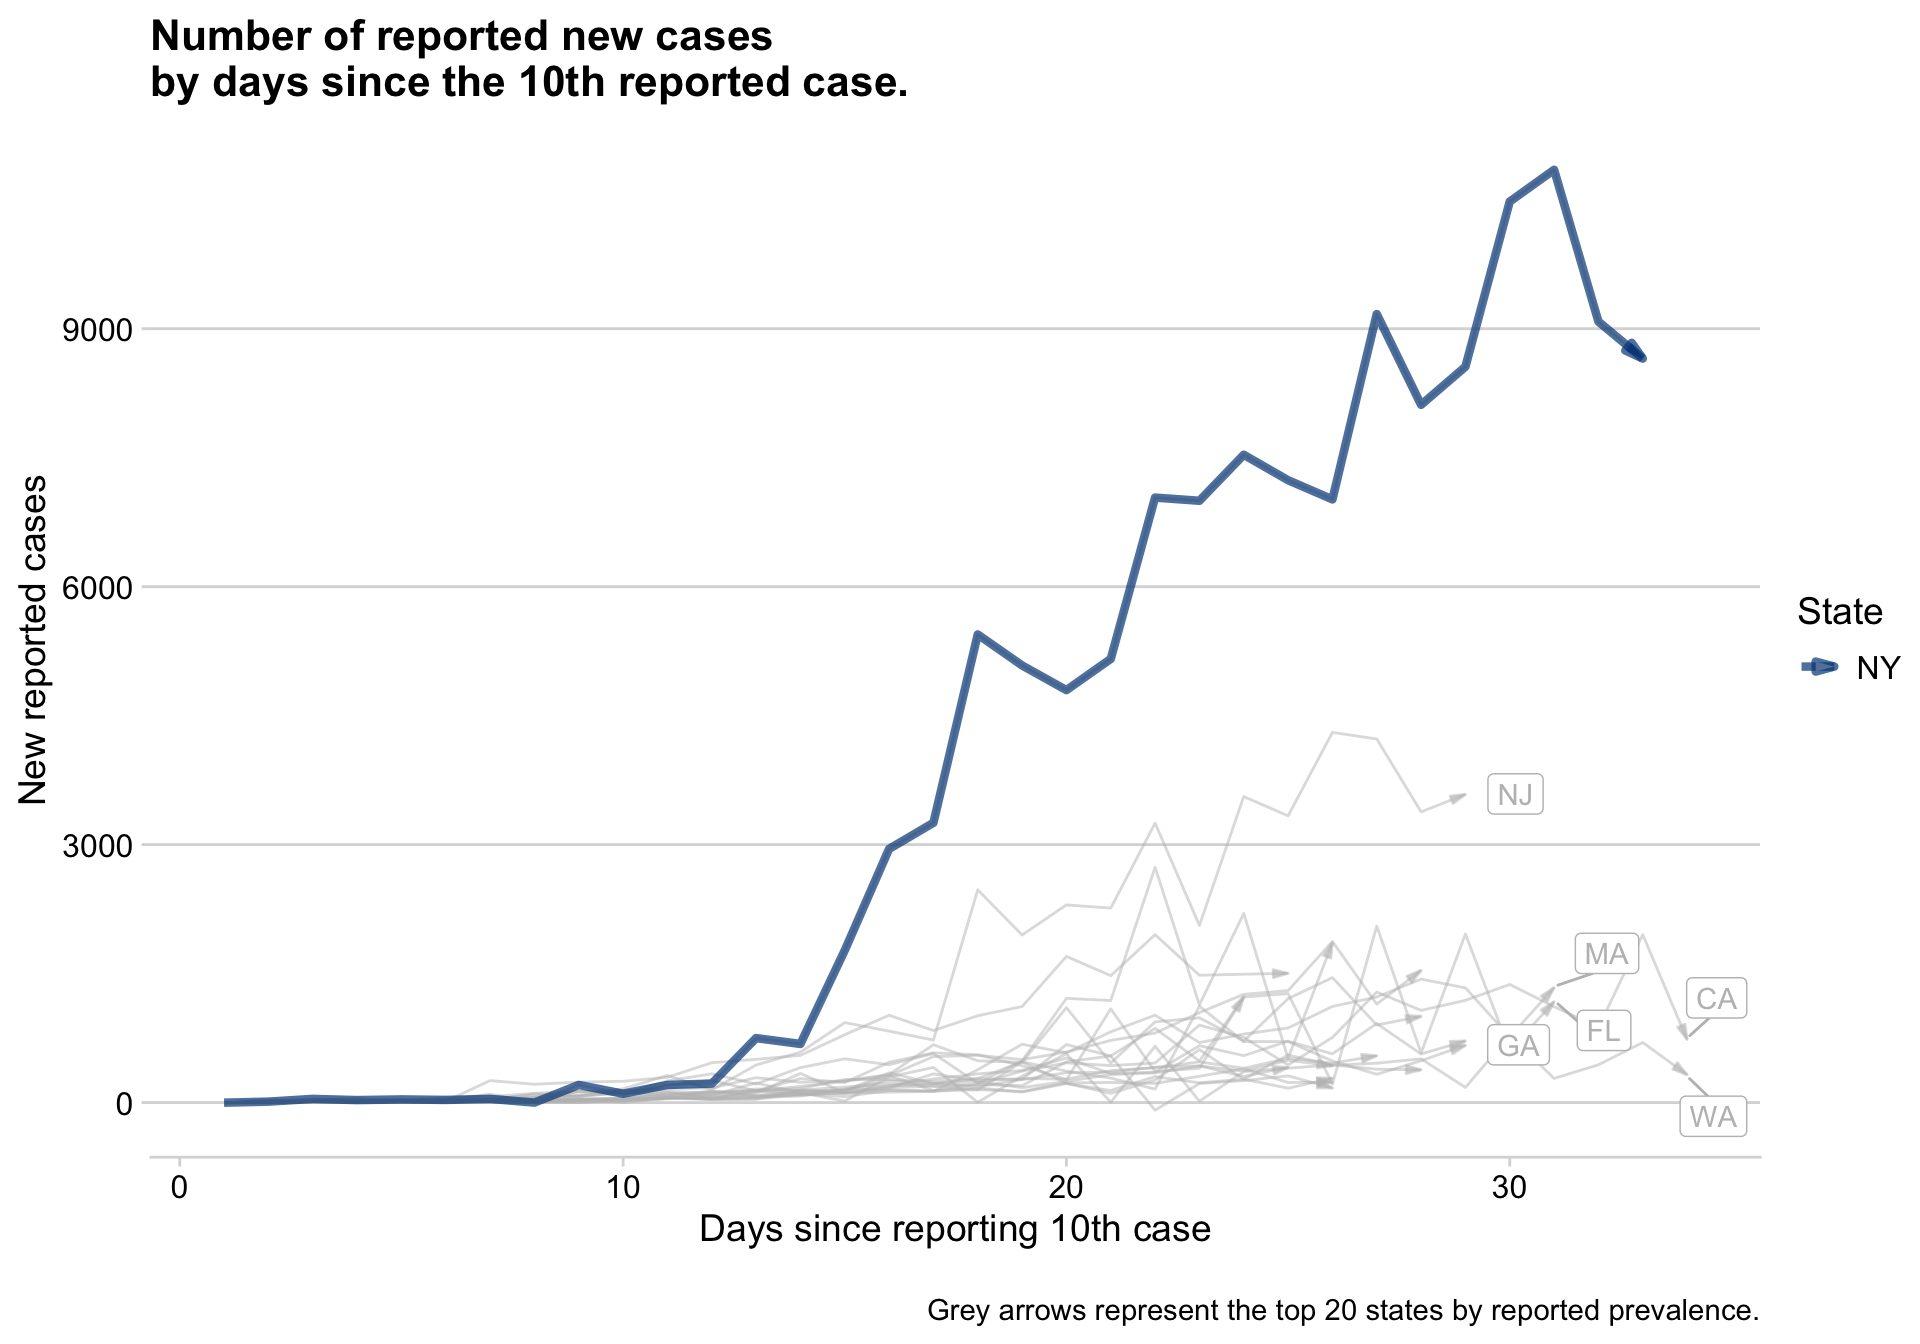 Number of reported new cases
by days since the 10th reported case.
New reported cases
9000
6000
3000
0
NJ
MA
CA
FL
GA
WA
State
NY
0 10 20 30
Days since reporting 10th case
Grey arrows represent the top 20 states by reported prevalence.